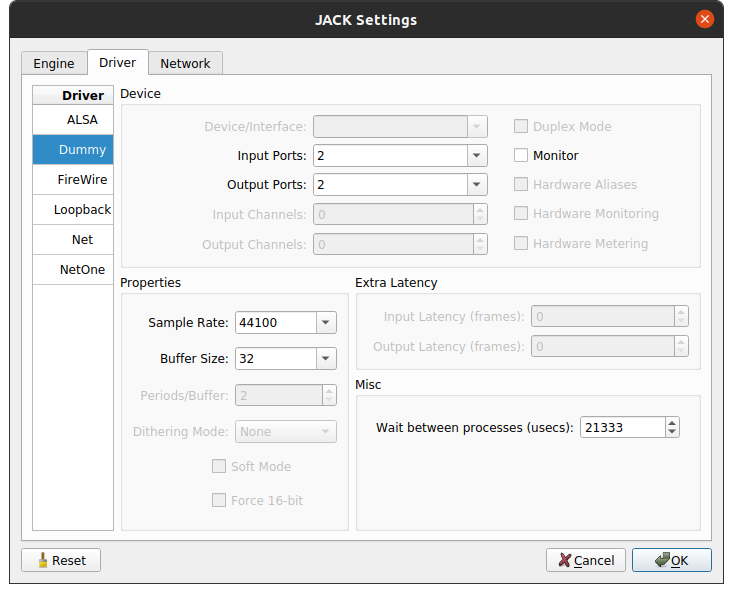 JACK Settings
Engine
Driver
Network
Driver
ALSA
Dummy
FireWire
Loopback
Net
NetOne
Device
Device/Interface:
Duplex Mode
Input Ports: 2
Monitor
Output Ports: 2
Hardware Aliases
Input Channels: 0
Hardware Monitoring
Output Channels: 0
Hardware Metering
Properties
Sample Rate: 44100
Buffer Size: 32
Periods/Buffer: 2
Dithering Mode: None
Soft Mode
Force 16-bit
Extra Latency
Input Latency (frames): 0
Output Latency (frames): 0
Misc
Wait between processes (usecs): 21333
Reset
Cancel
OK